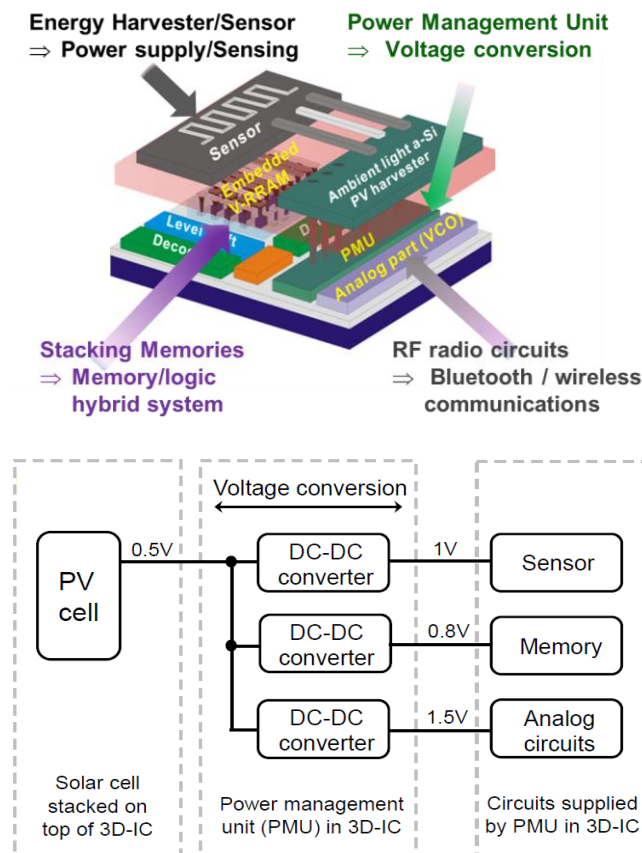 Energy Harvester/Sensor
⇒ Power supply/Sensing
Power Management Unit
⇒ Voltage conversion
Sensor
Ambient light a-Si
PV harvester
Embedded
V-RRAM
Level
ft
Deco
D
PMU
Analog part (VCO)
Stacking Memories
⇒ Memory/logic
hybrid system
RF radio circuits
⇒ Bluetooth / wireless
communications
Voltage conversion
PV
cell
0.5V
DC-DC
converter
1V
Sensor
DC-DC
converter
0.8V
Memory
DC-DC
converter
1.5V
Analog
circuits
Solar cell
stacked on
top of 3D-IC
Power management
unit (PMU) in 3D-IC
Circuits supplied
by PMU in 3D-IC